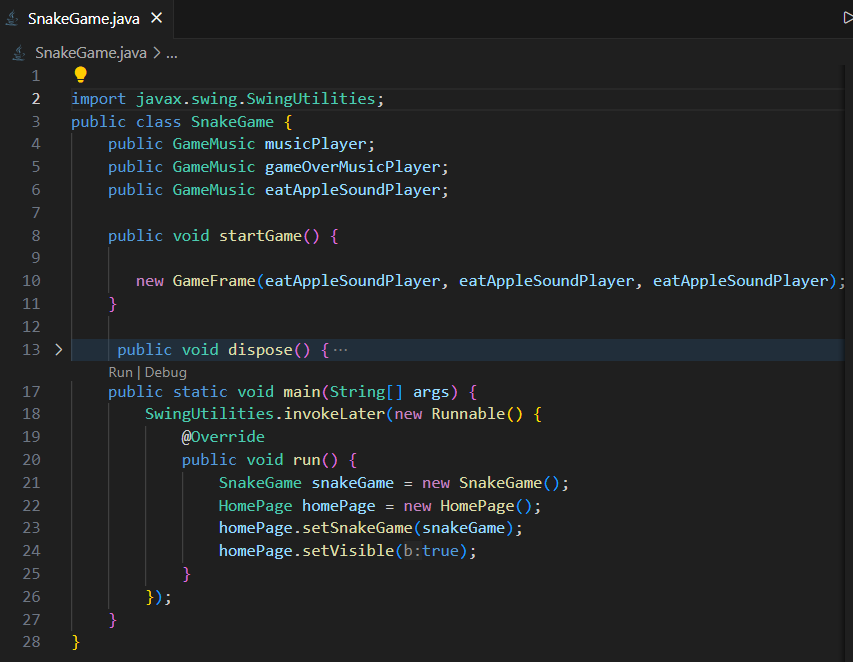 SnakeGame.java ×
SnakeGame.java > ...
1
2 import javax.swing.SwingUtilities;
3 public class SnakeGame {
4     public GameMusic musicPlayer;
5     public GameMusic gameOverMusicPlayer;
6     public GameMusic eatAppleSoundPlayer;
7
8     public void startGame() {
9
10        new GameFrame(eatAppleSoundPlayer, eatAppleSoundPlayer, eatAppleSoundPlayer);
11    }
12
13 >   public void dispose() { ···
Run | Debug
17    public static void main(String[] args) {
18        SwingUtilities.invokeLater(new Runnable() {
19            @Override
20            public void run() {
21                SnakeGame snakeGame = new SnakeGame();
22                HomePage homePage = new HomePage();
23                homePage.setSnakeGame(snakeGame);
24                homePage.setVisible(b:true);
25            }
26        });
27    }
28 }